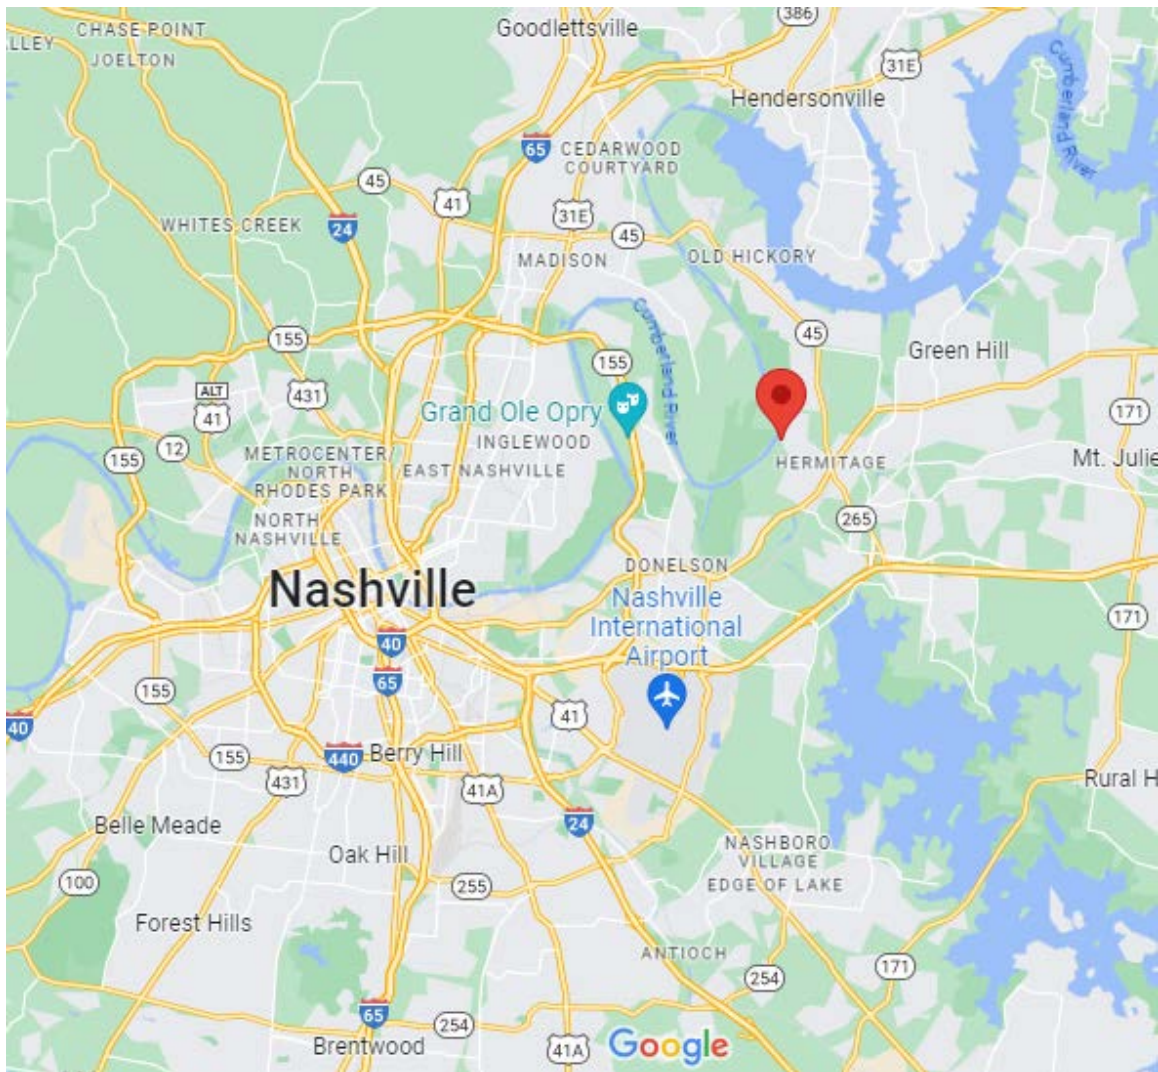 386
Goodlettsville
CHASE POINT
JOELTON
31E
Hendersonville
Cumberland
River
65
CEDARWOOD
COURTYARD
45
41
31E
WHITES CREEK
24
45
MADISON
OLD HICKORY
155
155
45
Green Hill
Cumberland River
ALT
41
431
Grand Ole Opry
171
INGLEWOOD
12
155
METROCENTER/
NORTH
RHODES PARK
EAST NASHVILLE
HERMITAGE
Mt. Julie
265
NORTH
NASHVILLE
DONELSON
Nashville
Nashville
International
Airport
171
40
65
155
41
40
155
440
Berry Hill
431
41A
Rural H
24
Belle Meade
NASHBORO
VILLAGE
Oak Hill
100
255
EDGE OF LAKE
Forest Hills
ANTIOCH
254
171
65
254
Brentwood
41A
Google